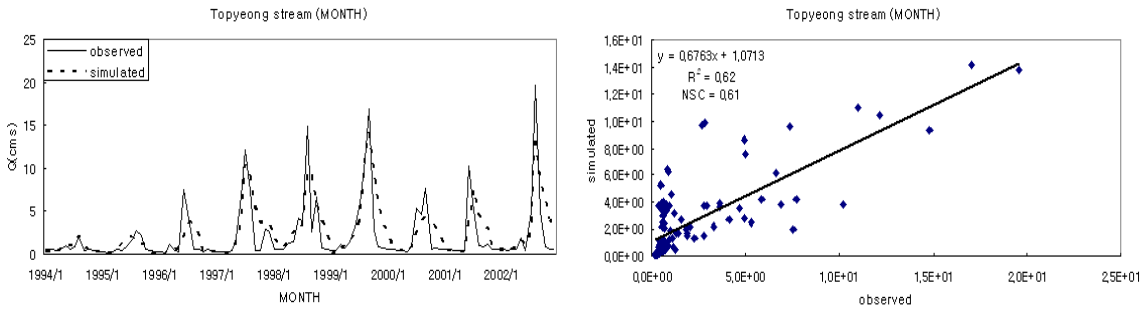 Topyeong stream (MONTH)
25
20
15
10
5
0
Q(cms)
observed
simulated
1994/1 1995/1 1996/1 1997/1 1998/1 1999/1 2000/1 2001/1 2002/1
MONTH
Topyeong stream (MONTH)
1,6E+01
1,4E+01
1,2E+01
1,0E+01
8,0E+00
6,0E+00
4,0E+00
2,0E+00
0,0E+00
simulated
y = 0,6763x + 1,0713
R² = 0,62
NSC = 0,61
0,0E+00 5,0E+00 1,0E+01 1,5E+01 2,0E+01 2,5E+01
observed